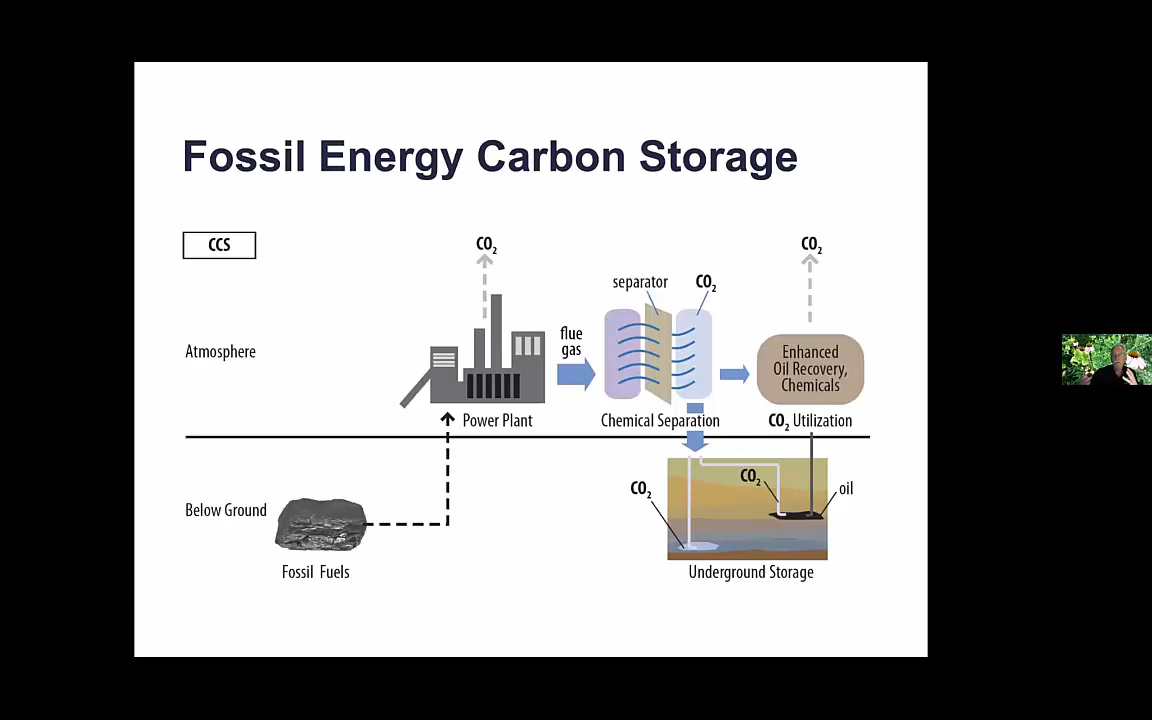 Fossil Energy Carbon Storage
CCS
CO₂
CO₂
separator
CO₂
flue
gas
Atmosphere
Enhanced
Oil Recovery,
Chemicals
Power Plant
Chemical Separation
CO₂ Utilization
CO₂
CO₂
oil
Below Ground
Fossil Fuels
Underground Storage